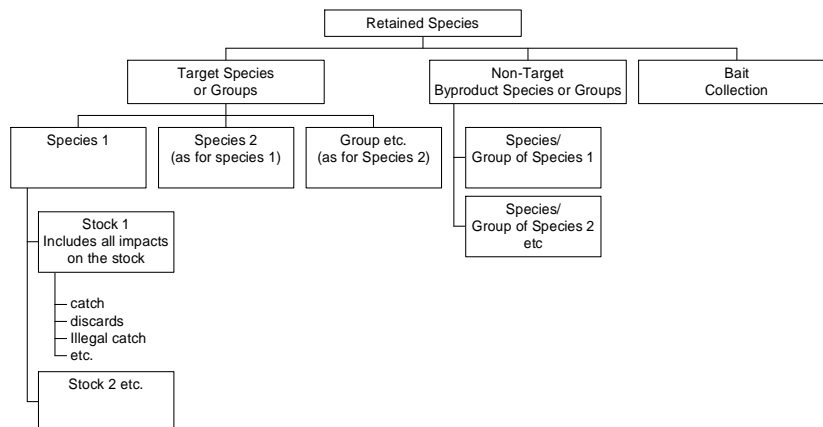 Retained Species
Target Species
or Groups
Non-Target
Byproduct Species or Groups
Bait
Collection
Species 1
Species 2
(as for species 1)
Group etc.
(as for Species 2)
Species/
Group of Species 1
Species/
Group of Species 2
etc
Stock 1
Includes all impacts
on the stock
catch
discards
Illegal catch
etc.
Stock 2 etc.